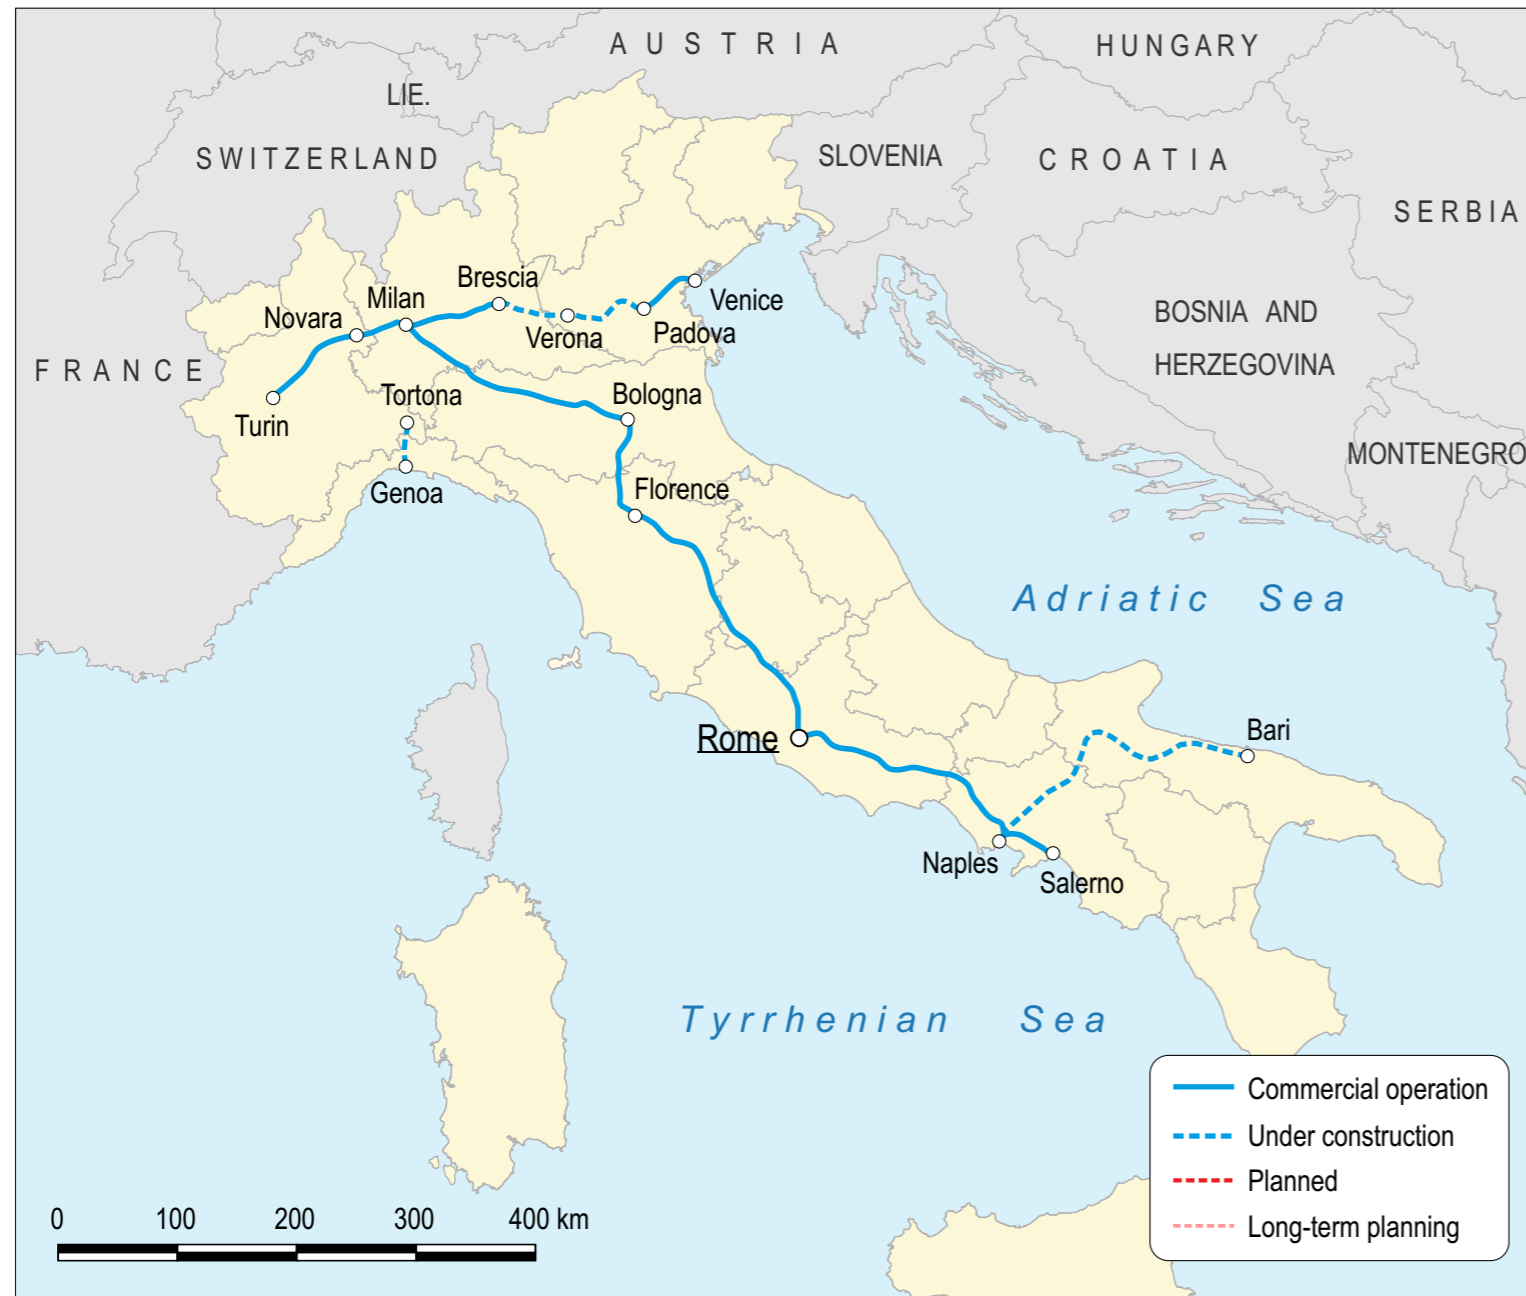 AUSTRIA
HUNGARY
LIE.
SWITZERLAND
SLOVENIA
CROATIA
SERBIA
Brescia
Milan
Venice
Novara
Verona
Padova
BOSNIA AND
HERZEGOVINA
FRANCE
Tortona
Bologna
Turin
MONTENEGRO
Genoa
Florence
Adriatic Sea
Rome
Bari
Naples
Salerno
Tyrrhenian Sea
Commercial operation
Under construction
Planned
Long-term planning
0 100 200 300 400 km